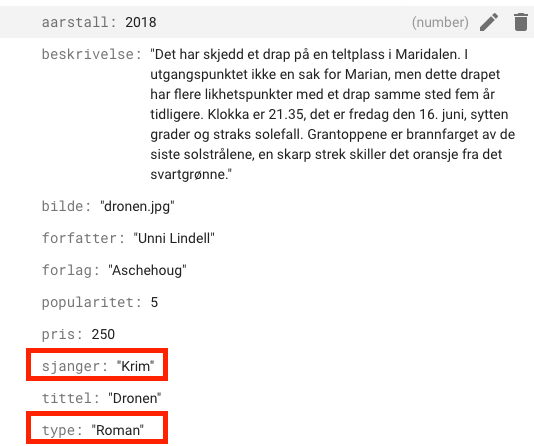 aarstall: 2018 (number)
beskrivelse: "Det har skjedd et drap på en teltplass i Maridalen. I
utgangspunktet ikke en sak for Marian, men dette drapet
har flere likhetspunkter med et drap samme sted fem år
tidligere. Klokka er 21.35, det er fredag den 16. juni, sytten
grader og straks solefall. Grantoppene er brannfarget av de
siste solstrålene, en skarp strek skiller det oransje fra det
svartgrønne."
bilde: "dronen.jpg"
forfatter: "Unni Lindell"
forlag: "Aschehoug"
popularitet: 5
pris: 250
sjanger: "Krim"
tittel: "Dronen"
type: "Roman"